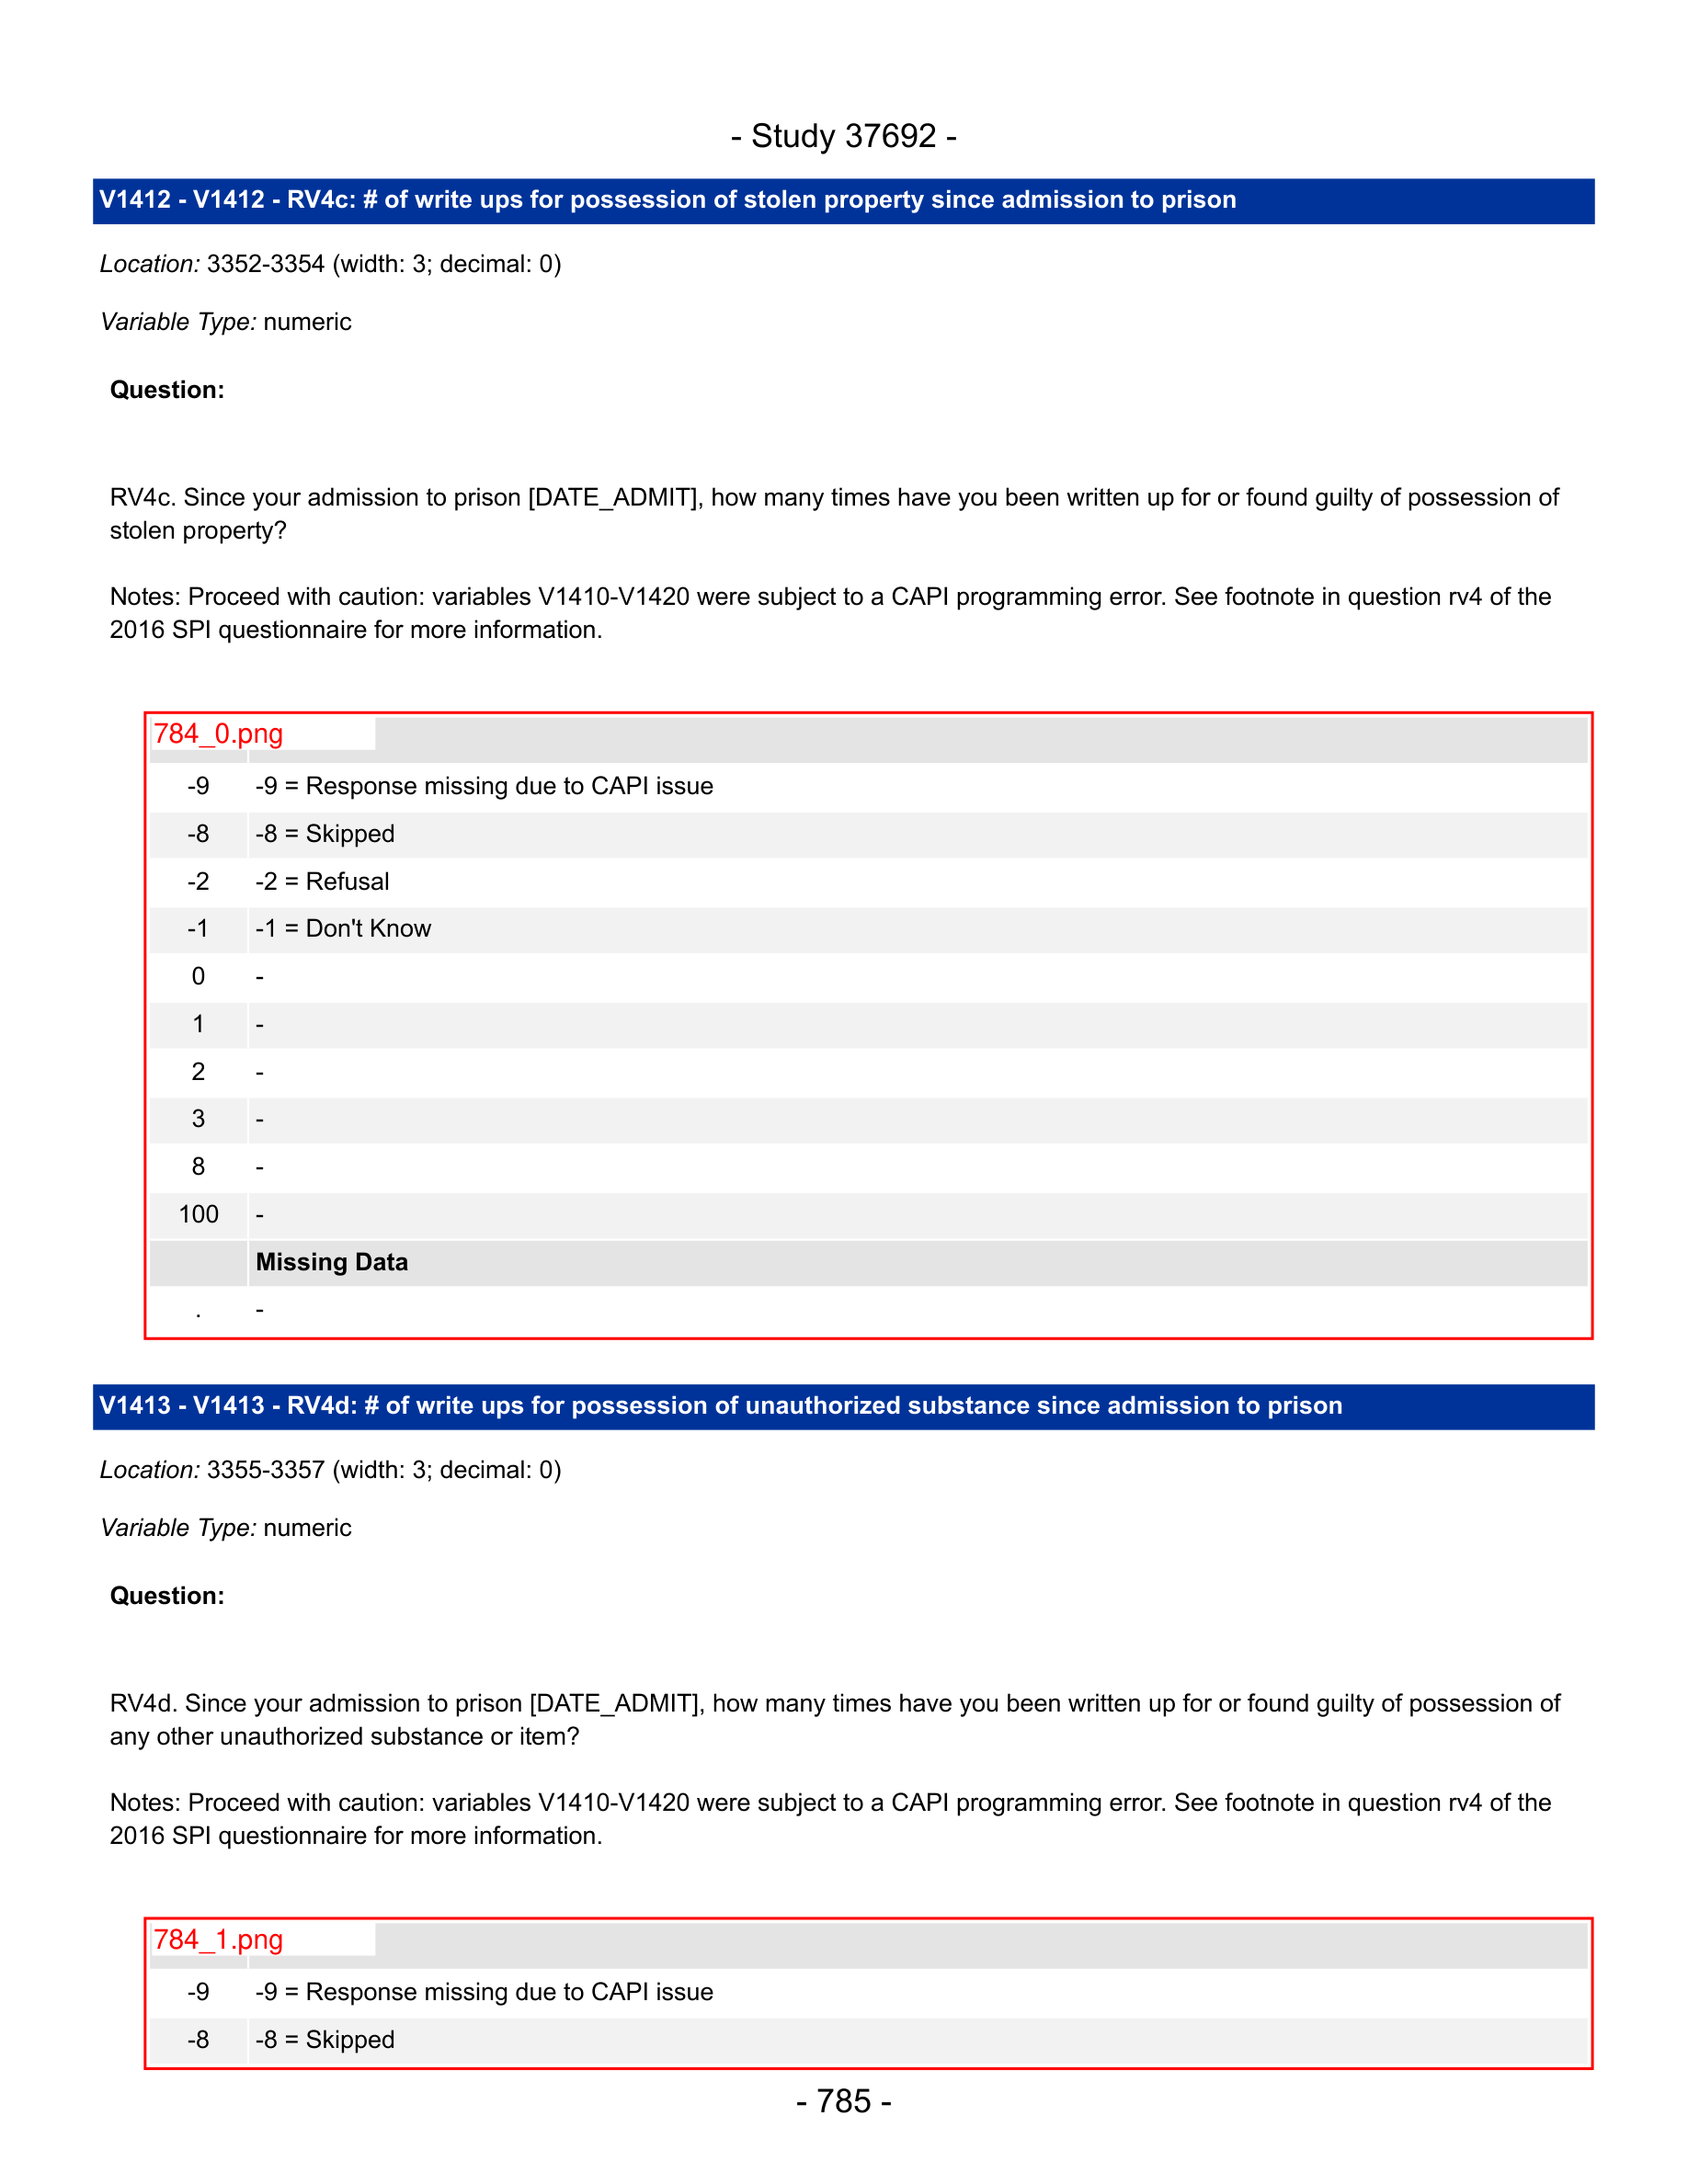 - Study 37692 -
V1412 - V1412 - RV4c: # of write ups for possession of stolen property since admission to prison
Location: 3352-3354 (width: 3; decimal: 0)
Variable Type: numeric
Question:
RV4c. Since your admission to prison [DATE_ADMIT], how many times have you been written up for or found guilty of possession of
stolen property?
Notes: Proceed with caution: variables V1410-V1420 were subject to a CAPI programming error. See footnote in question rv4 of the
2016 SPI questionnaire for more information.
784_0.png
-9 -9 = Response missing due to CAPI issue
-8 -8 = Skipped
-2 -2 = Refusal
-1 -1 = Don't Know
0 -
1 -
2 -
3 -
8 -
100 -
Missing Data
. -
V1413 - V1413 - RV4d: # of write ups for possession of unauthorized substance since admission to prison
Location: 3355-3357 (width: 3; decimal: 0)
Variable Type: numeric
Question:
RV4d. Since your admission to prison [DATE_ADMIT], how many times have you been written up for or found guilty of possession of
any other unauthorized substance or item?
Notes: Proceed with caution: variables V1410-V1420 were subject to a CAPI programming error. See footnote in question rv4 of the
2016 SPI questionnaire for more information.
784_1.png
-9 -9 = Response missing due to CAPI issue
-8 -8 = Skipped
- 785 -